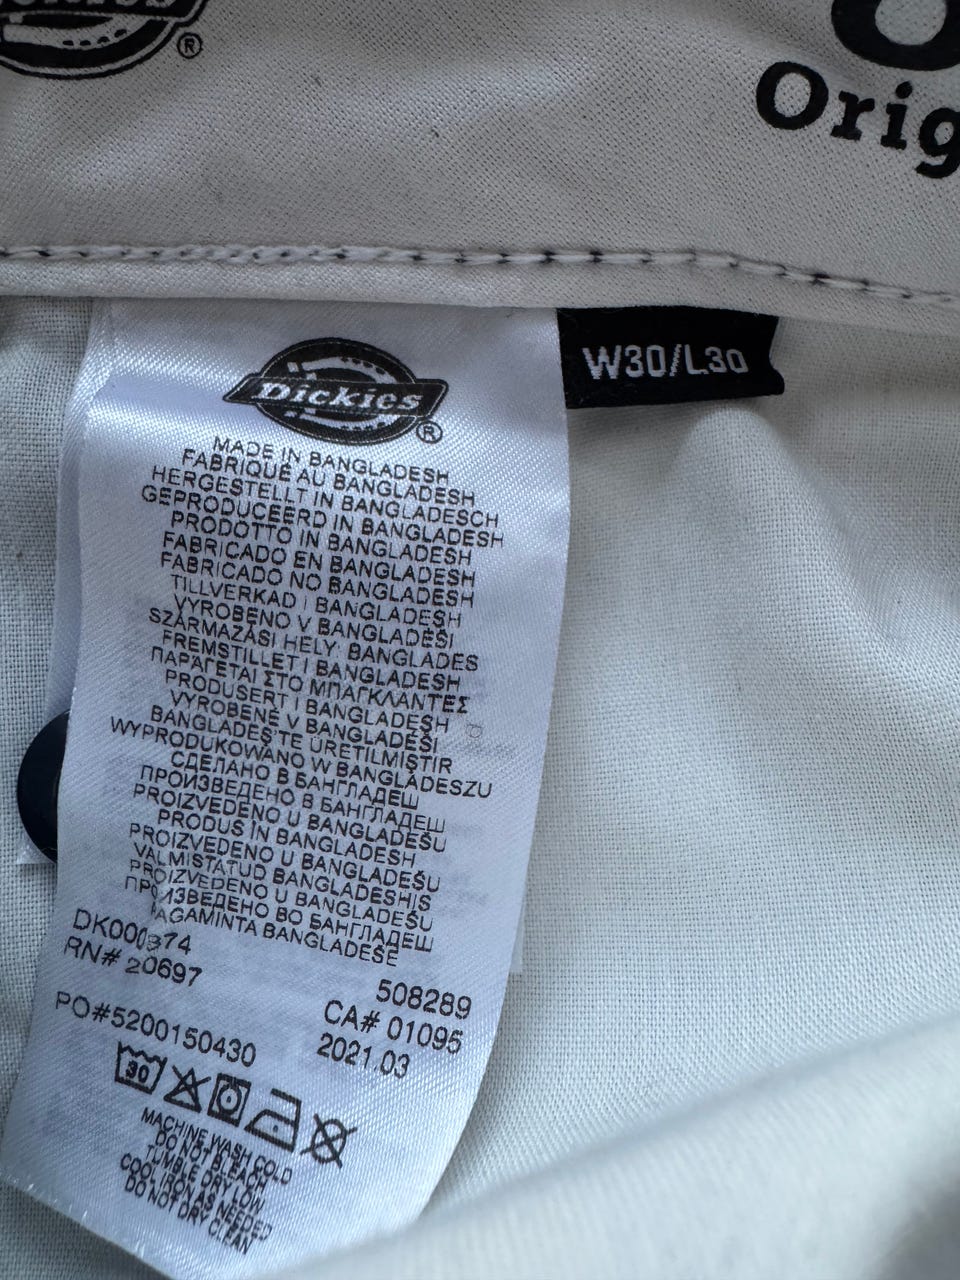 ®
Orig
W30/L30
Dickies®
MADE IN BANGLADESH
FABRIQUÉ AU BANGLADESH
HERGESTELLT IN BANGLADESCH
GEPRODUCEERD IN BANGLADESH
PRODOTTO IN BANGLADESH
FABRICADO EN BANGLADESH
FABRICADO NO BANGLADESH
TILLVERKAD I BANGLADESH
VYROBENO V BANGLADÉŠI
SZÁRMAZÁSI HELY: BANGLADES
FREMSTILLET I BANGLADESH
ΠΑΡΑΓΕΤΑΙ ΣΤΟ ΜΠΑΓΚΛΑΝΤΕΣ
PRODUSERT I BANGLADESH
VYROBENÉ V BANGLADÉŠI
BANGLADEŞ'TE ÜRETİLMİŞTİR
WYPRODUKOWANO W BANGLADESZU
СДЕЛАНО В БАНГЛАДЕШ
ПРОИЗВЕДЕНО В БАНГЛАДЕШ
PROIZVEDENO U BANGLADEŠU
PRODUS ÎN BANGLADESH
PROIZVEDENO U BANGLADEŠU
VALMISTATUD BANGLADESHIS
PROIZVEDENO U BANGLADEŠU
ПРОИЗВЕДЕНО ВО БАНГЛАДЕШ
PAGAMINTA BANGLADEŠE
508289
RN# 20697
CA# 01095
PO#5200150430
2021.03
30
MACHINE WASH COLD
DO NOT BLEACH
TUMBLE DRY LOW
COOL IRON AS NEEDED
DO NOT DRY CLEAN